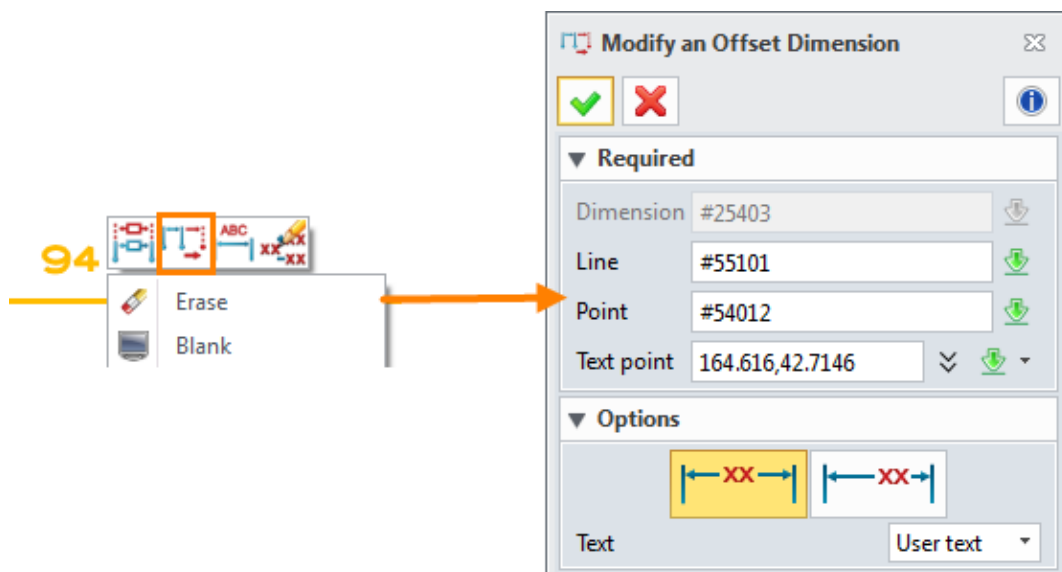 94
ABC
xx xx
-xx
Erase
Blank
Modify an Offset Dimension
Required
Dimension #25403
Line #55101
Point #54012
Text point 164.616,42.7146
Options
XX XX
Text User text